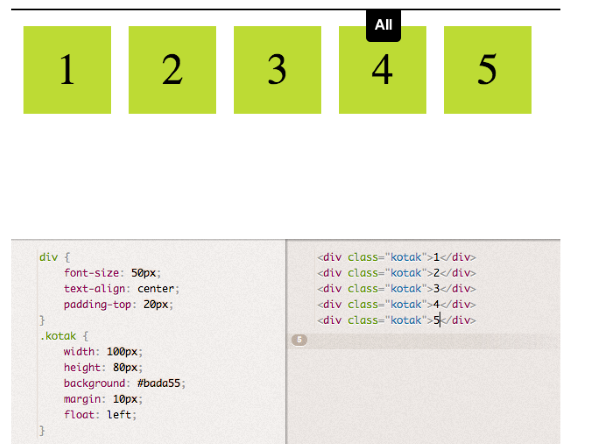 All
1 2 3 4 5
div {
font-size: 50px;
text-align: center;
padding-top: 20px;
}
.kotak {
width: 100px;
height: 80px;
background: #bada55;
margin: 10px;
float: left;
}
<div class="kotak">1</div>
<div class="kotak">2</div>
<div class="kotak">3</div>
<div class="kotak">4</div>
<div class="kotak">5</div>
5